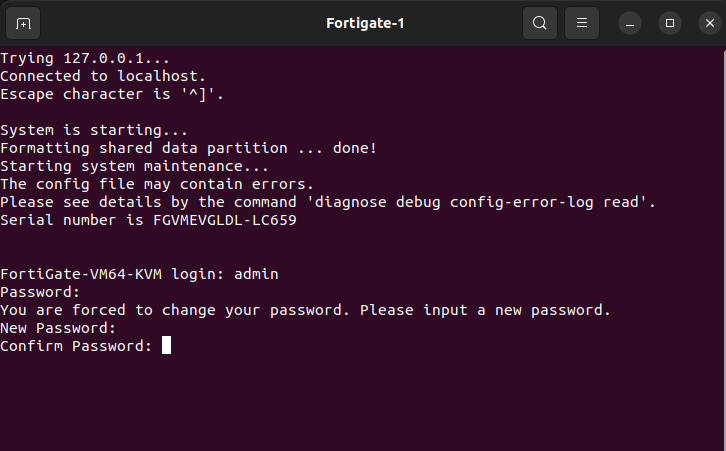 Fortigate-1
Trying 127.0.0.1...
Connected to localhost.
Escape character is '^]'.
System is starting...
Formatting shared data partition ... done!
Starting system maintenance...
The config file may contain errors.
Please see details by the command 'diagnose debug config-error-log read'.
Serial number is FGVMEVGLDL-LC659
FortiGate-VM64-KVM login: admin
Password:
You are forced to change your password. Please input a new password.
New Password:
Confirm Password: